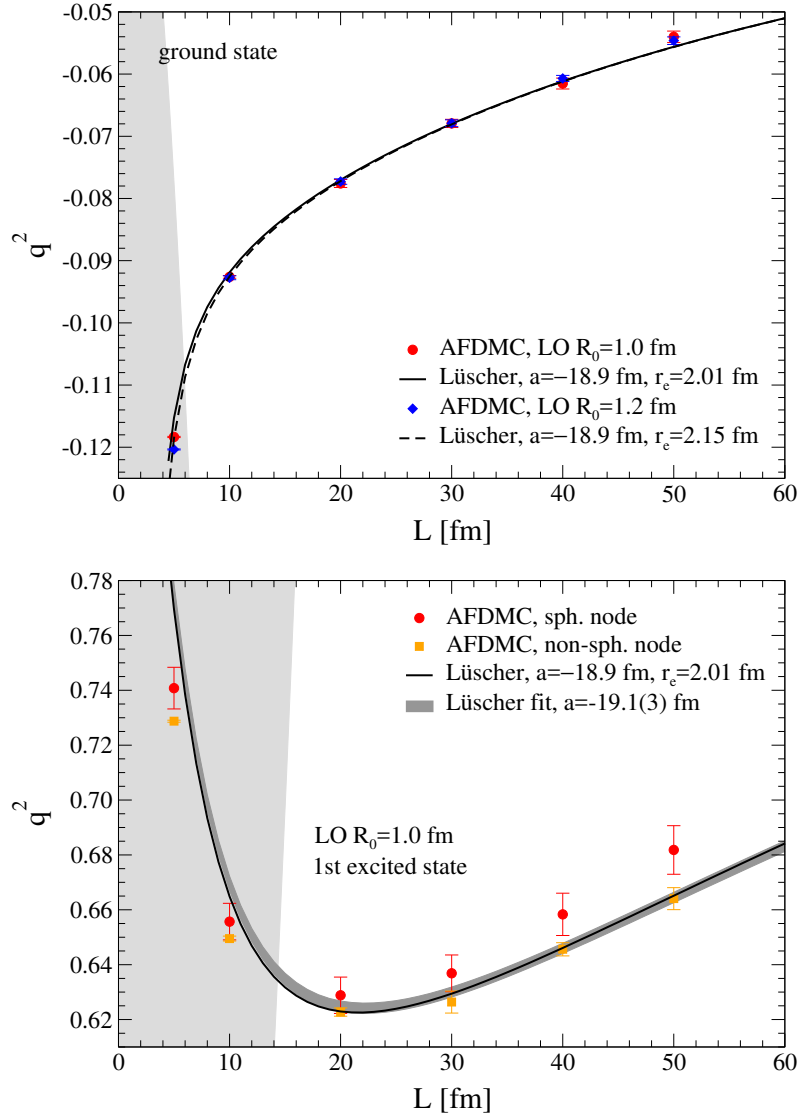 -0.05
ground state
-0.06
-0.07
-0.08
q²
-0.09
-0.10
AFDMC, LO R₀=1.0 fm
Lüscher, a=−18.9 fm, rₑ=2.01 fm
-0.11
AFDMC, LO R₀=1.2 fm
Lüscher, a=−18.9 fm, rₑ=2.15 fm
-0.12
0 10 20 30 40 50 60
L [fm]
0.78
AFDMC, sph. node
0.76
AFDMC, non-sph. node
Lüscher, a=−18.9 fm, rₑ=2.01 fm
0.74
Lüscher fit, a=-19.1(3) fm
0.72
0.70
q²
0.68
LO R₀=1.0 fm
1st excited state
0.66
0.64
0.62
0 10 20 30 40 50 60
L [fm]